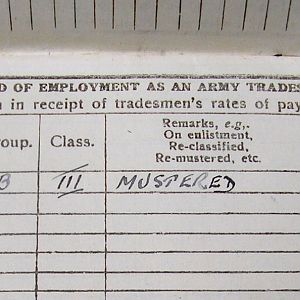 D OF EMPLOYMENT AS AN ARMY TRADES
n in receipt of tradesmen's rates of pay
roup. Class. Remarks, e.g.,
On enlistment,
Re-classified,
Re-mustered, etc.
B III MUSTERED